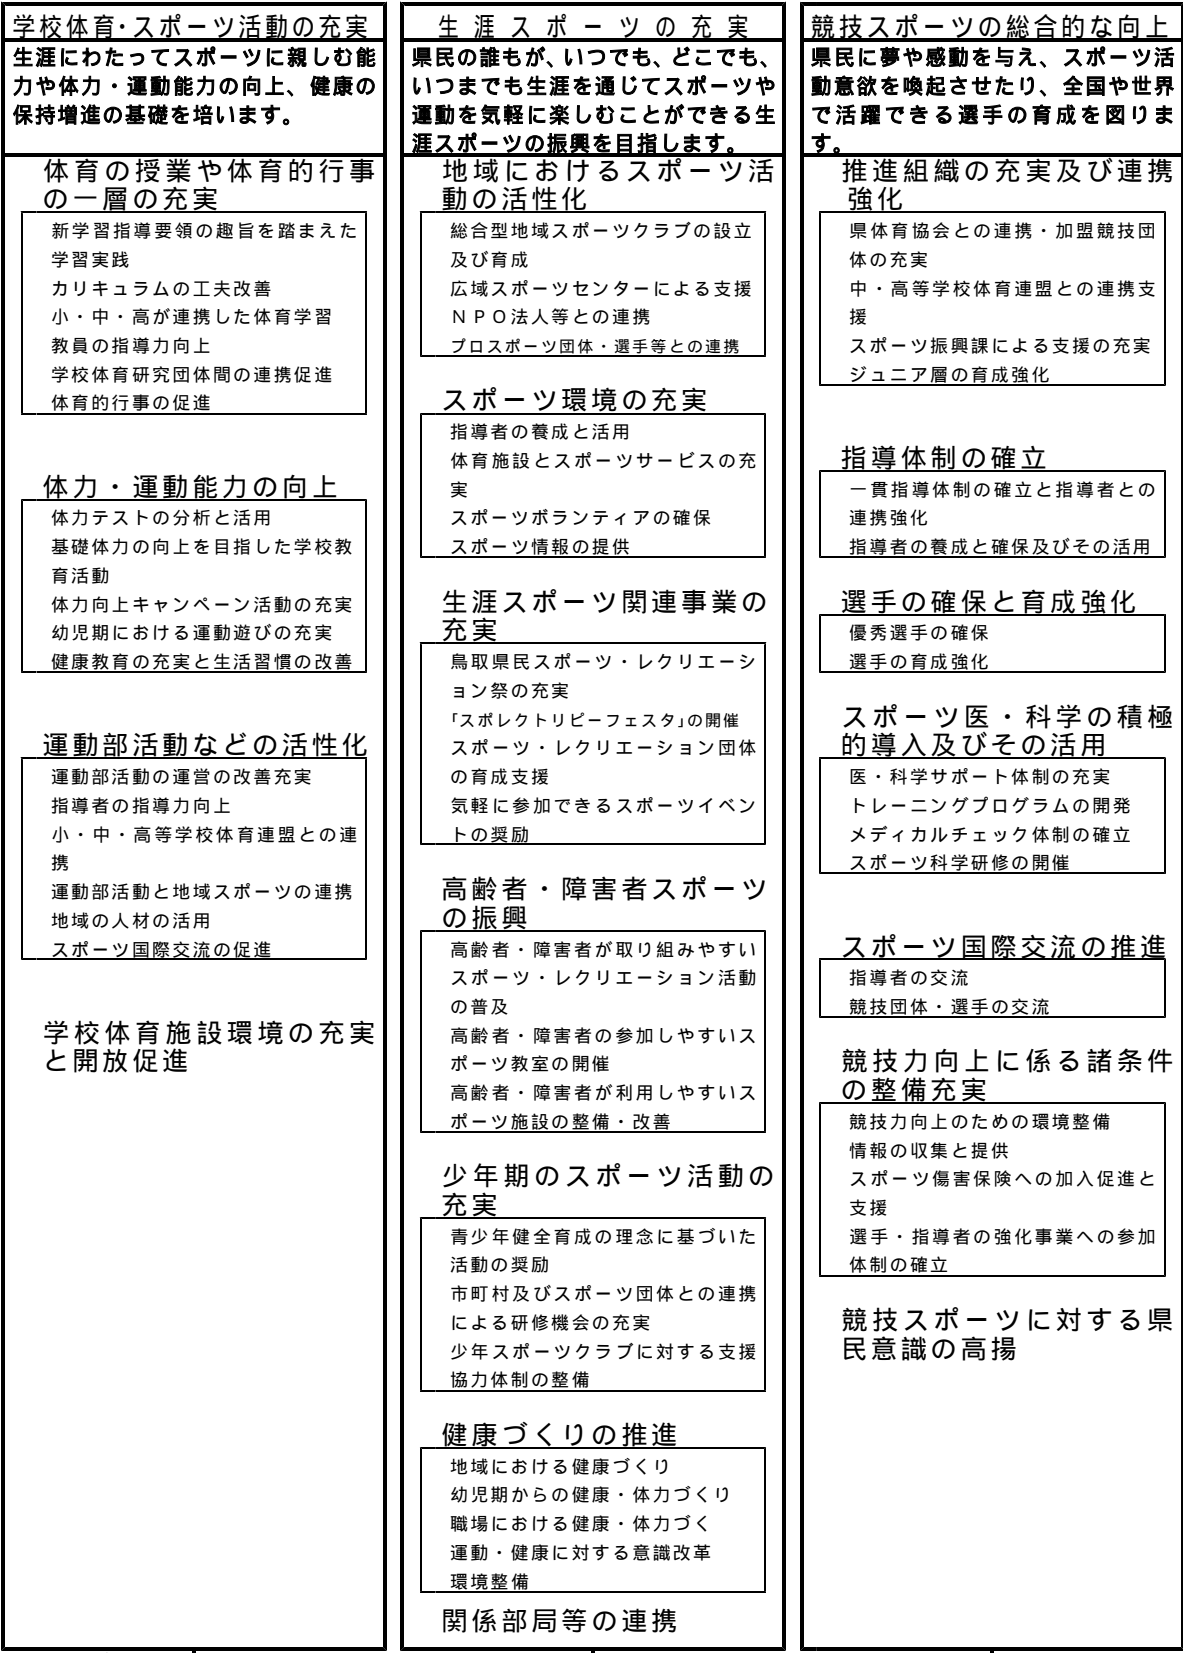 学校体育・スポーツ活動の充実
生涯にわたってスポーツに親しむ能
力や体力・運動能力の向上、健康の
保持増進の基礎を培います。
体育の授業や体育的行事
の一層の充実
新学習指導要領の趣旨を踏まえた
学習実践
カリキュラムの工夫改善
小・中・高が連携した体育学習
教員の指導力向上
学校体育研究団体間の連携促進
体育的行事の促進
体力・運動能力の向上
体力テストの分析と活用
基礎体力の向上を目指した学校教
育活動
体力向上キャンペーン活動の充実
幼児期における運動遊びの充実
健康教育の充実と生活習慣の改善
運動部活動などの活性化
運動部活動の運営の改善充実
指導者の指導力向上
小・中・高等学校体育連盟との連
携
運動部活動と地域スポーツの連携
地域の人材の活用
スポーツ国際交流の促進
学校体育施設環境の充実
と開放促進
生涯スポーツの充実
県民の誰もが、いつでも、どこでも、
いつまでも生涯を通じてスポーツや
運動を気軽に楽しむことができる生
涯スポーツの振興を目指します。
地域におけるスポーツ活
動の活性化
総合型地域スポーツクラブの設立
及び育成
広域スポーツセンターによる支援
NPO法人等との連携
プロスポーツ団体・選手等との連携
スポーツ環境の充実
指導者の養成と活用
体育施設とスポーツサービスの充
実
スポーツボランティアの確保
スポーツ情報の提供
生涯スポーツ関連事業の
充実
鳥取県民スポーツ・レクリエーシ
ョン祭の充実
「スポレクトリピーフェスタ」の開催
スポーツ・レクリエーション団体
の育成支援
気軽に参加できるスポーツイベン
トの奨励
高齢者・障害者スポーツ
の振興
高齢者・障害者が取り組みやすい
スポーツ・レクリエーション活動
の普及
高齢者・障害者の参加しやすいス
ポーツ教室の開催
高齢者・障害者が利用しやすいス
ポーツ施設の整備・改善
少年期のスポーツ活動の
充実
青少年健全育成の理念に基づいた
活動の奨励
市町村及びスポーツ団体との連携
による研修機会の充実
少年スポーツクラブに対する支援
協力体制の整備
健康づくりの推進
地域における健康づくり
幼児期からの健康・体力づくり
職場における健康・体力づく
運動・健康に対する意識改革
環境整備
関係部局等の連携
競技スポーツの総合的な向上
県民に夢や感動を与え、スポーツ活
動意欲を喚起させたり、全国や世界
で活躍できる選手の育成を図りま
す。
推進組織の充実及び連携
強化
県体育協会との連携・加盟競技団
体の充実
中・高等学校体育連盟との連携支
援
スポーツ振興課による支援の充実
ジュニア層の育成強化
指導体制の確立
一貫指導体制の確立と指導者との
連携強化
指導者の養成と確保及びその活用
選手の確保と育成強化
優秀選手の確保
選手の育成強化
スポーツ医・科学の積極
的導入及びその活用
医・科学サポート体制の充実
トレーニングプログラムの開発
メディカルチェック体制の確立
スポーツ科学研修の開催
スポーツ国際交流の推進
指導者の交流
競技団体・選手の交流
競技力向上に係る諸条件
の整備充実
競技力向上のための環境整備
情報の収集と提供
スポーツ傷害保険への加入促進と
支援
選手・指導者の強化事業への参加
体制の確立
競技スポーツに対する県
民意識の高揚